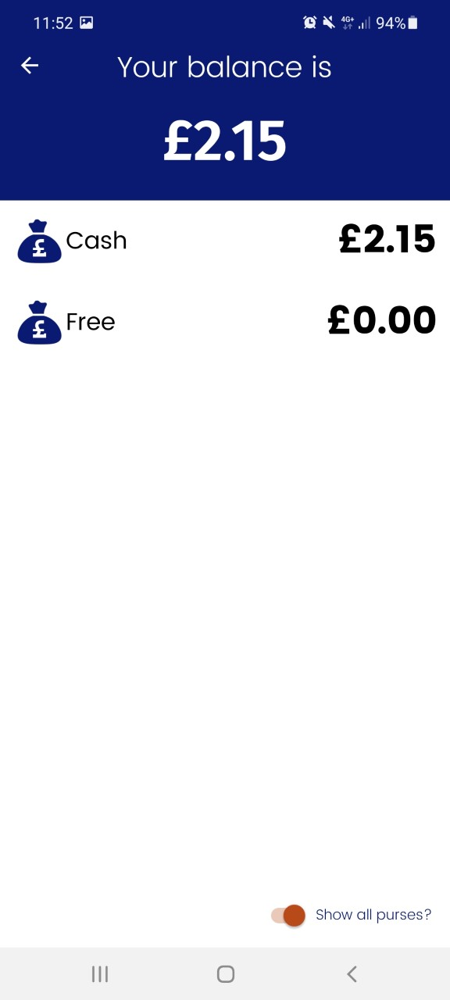 11:52 4G+ 94%
Your balance is
£2.15
£ Cash £2.15
£ Free £0.00
Show all purses?